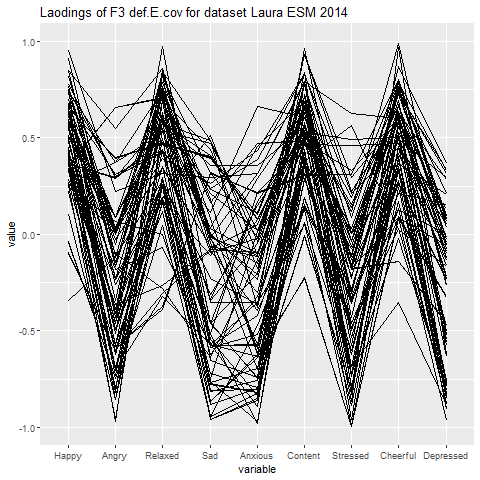 Laodings of F3 def.E.cov for dataset Laura ESM 2014
1.0
0.5
0.0
-0.5
-1.0
value
Happy Angry Relaxed Sad Anxious Content Stressed Cheerful Depressed
variable